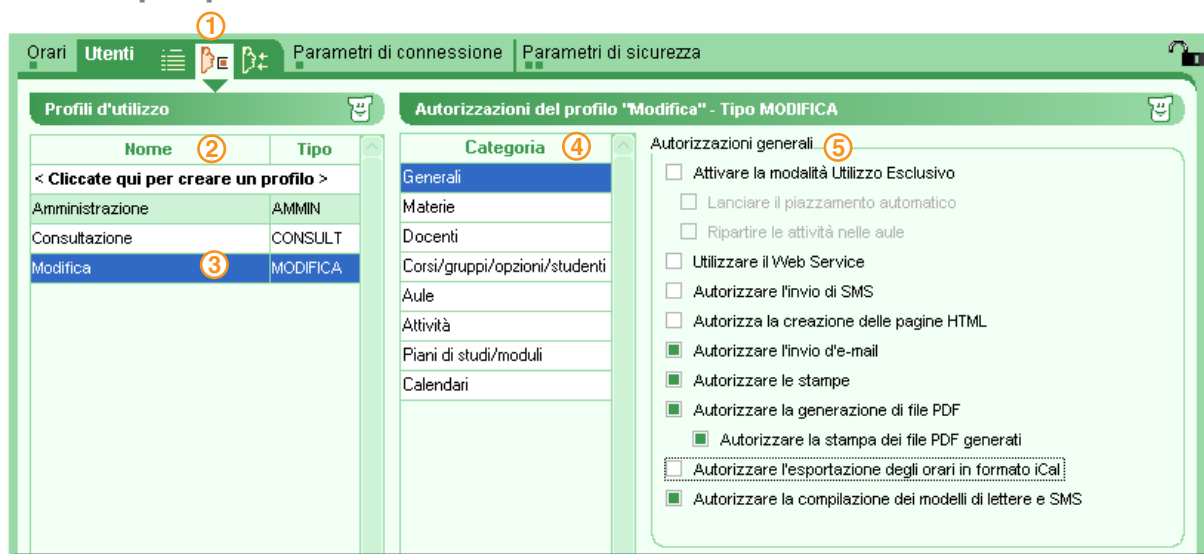 ①
Orari Utenti Parametri di connessione Parametri di sicurezza
Profili d'utilizzo
Nome ② Tipo
< Cliccate qui per creare un profilo >
Amministrazione AMMIN
Consultazione CONSULT
Modifica ③ MODIFICA
Autorizzazioni del profilo "Modifica" - Tipo MODIFICA
Categoria ④
Generali
Materie
Docenti
Corsi/gruppi/opzioni/studenti
Aule
Attività
Piani di studi/moduli
Calendari
Autorizzazioni generali ⑤
Attivare la modalità Utilizzo Esclusivo
Lanciare il piazzamento automatico
Ripartire le attività nelle aule
Utilizzare il Web Service
Autorizzare l'invio di SMS
Autorizza la creazione delle pagine HTML
Autorizzare l'invio d'e-mail
Autorizzare le stampe
Autorizzare la generazione di file PDF
Autorizzare la stampa dei file PDF generati
Autorizzare l'esportazione degli orari in formato iCal
Autorizzare la compilazione dei modelli di lettere e SMS